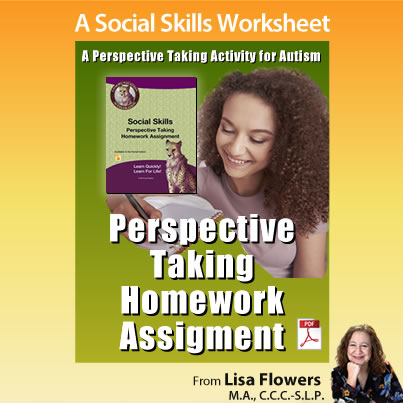 A Social Skills Worksheet
A Perspective Taking Activity for Autism
Social Skills
Perspective Taking
Homework Assignment
Learn Quickly!
Learn For Life!
Perspective
Taking
Homework
Assigment
PDF
From Lisa Flowers
M.A., C.C.C.-S.L.P.